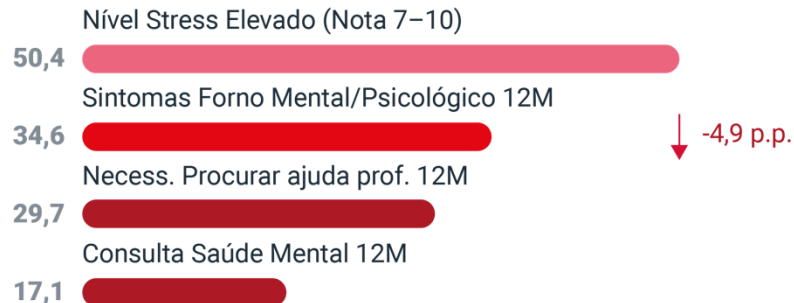 Nível Stress Elevado (Nota 7–10)
50,4
Sintomas Forno Mental/Psicológico 12M
34,6
-4,9 p.p.
Necess. Procurar ajuda prof. 12M
29,7
Consulta Saúde Mental 12M
17,1